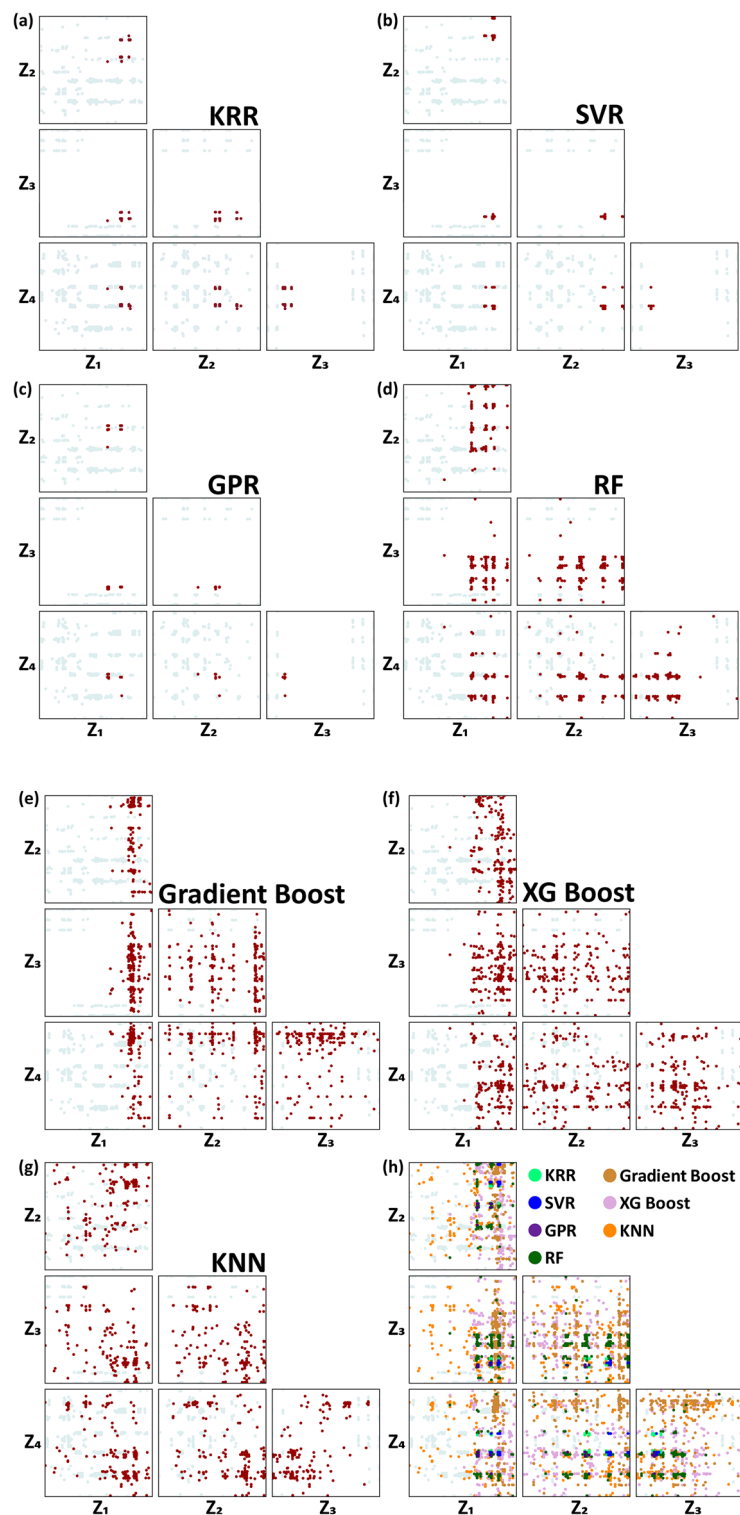 (a)
Z₂
KRR
Z₃
Z₄
Z₁
Z₂
Z₃
(b)
Z₂
SVR
Z₃
Z₄
Z₁
Z₂
Z₃
(c)
Z₂
GPR
Z₃
Z₄
Z₁
Z₂
Z₃
(d)
Z₂
RF
Z₃
Z₄
Z₁
Z₂
Z₃
(e)
Z₂
Gradient Boost
Z₃
Z₄
Z₁
Z₂
Z₃
(f)
Z₂
XG Boost
Z₃
Z₄
Z₁
Z₂
Z₃
(g)
Z₂
KNN
Z₃
Z₄
Z₁
Z₂
Z₃
(h)
KRR
SVR
GPR
RF
Gradient Boost
XG Boost
KNN
Z₂
Z₃
Z₄
Z₁
Z₂
Z₃